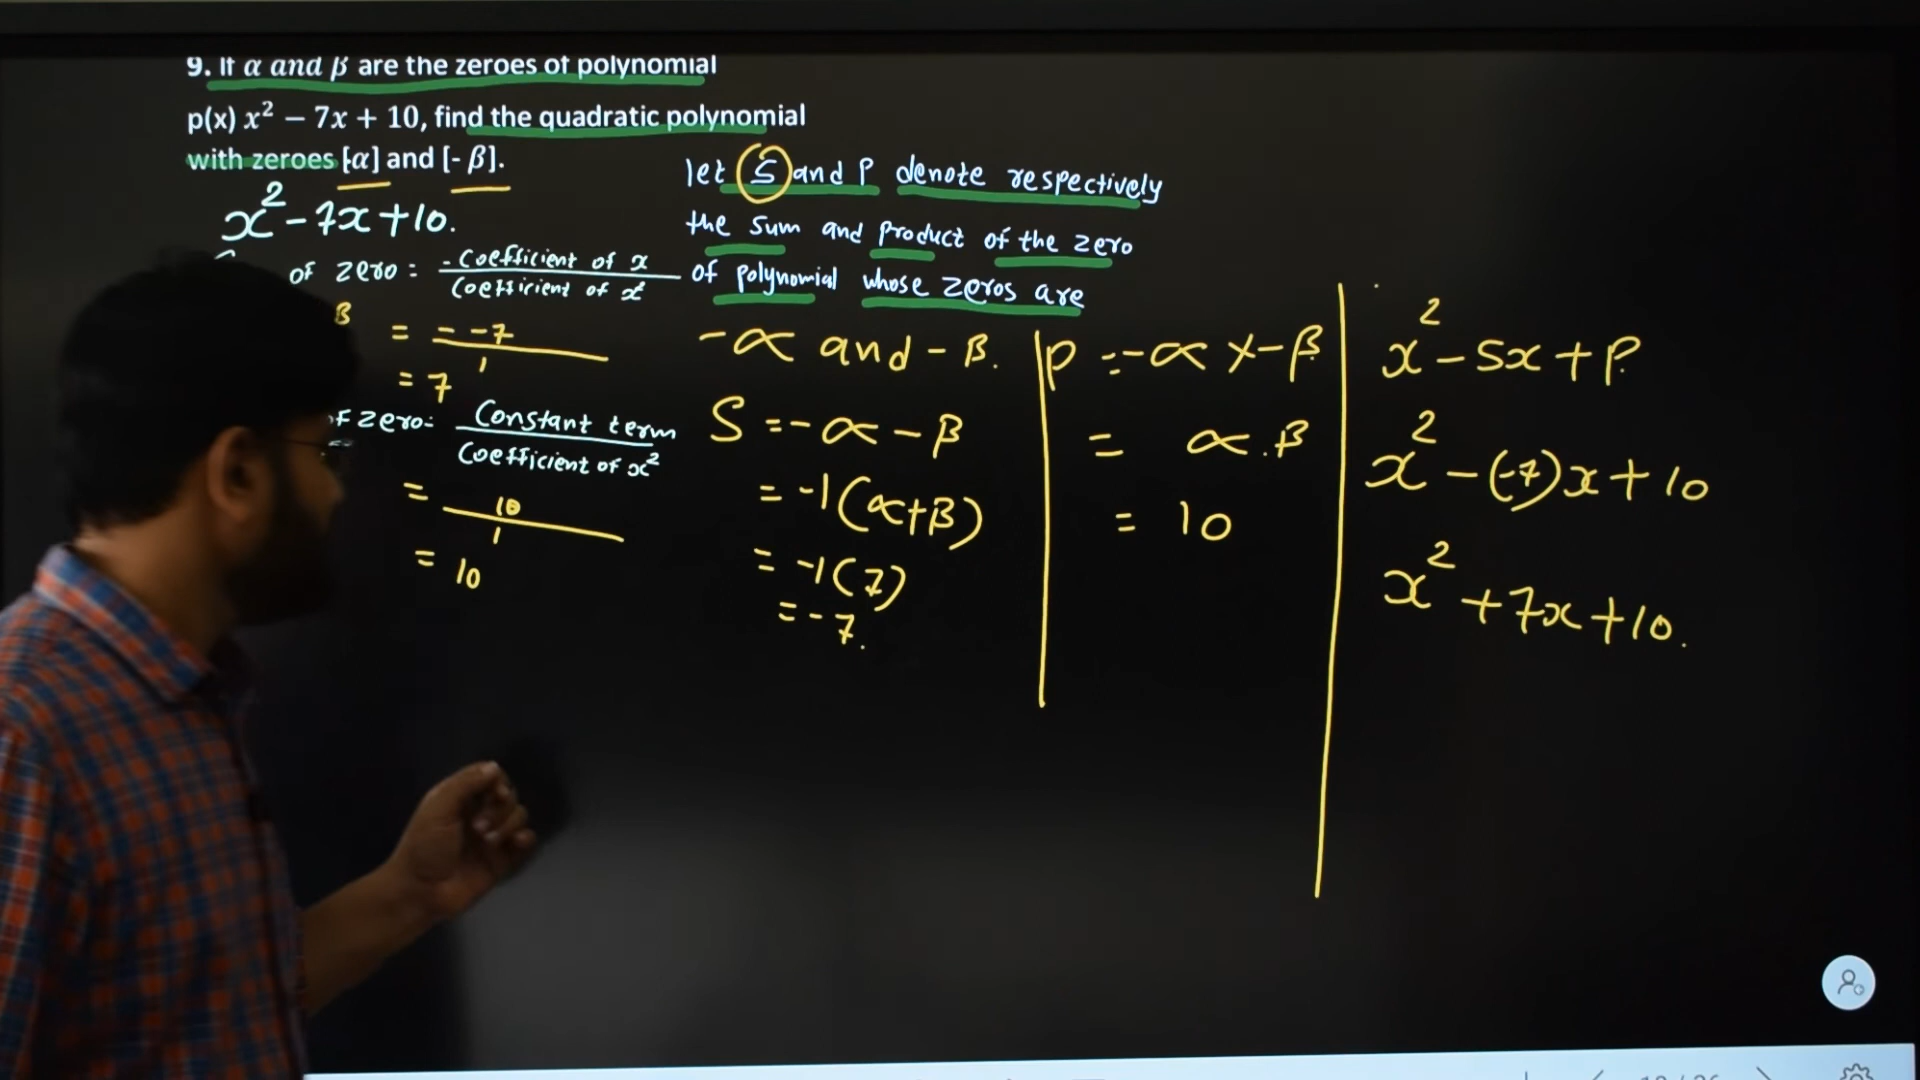 9. If α and β are the zeroes of polynomial
p(x) x² − 7x + 10, find the quadratic polynomial
with zeroes [-α] and [- β].
x² - 7x + 10.
of zero : - Coefficient of x / Coefficient of x²
β = - -7 / 1
= 7
of zero: Constant term / Coefficient of x²
= 10 / 1
= 10
let S and P denote respectively
the sum and product of the zero
of polynomial whose zeros are
-α and -β.
S = -α - β
= -1(α+β)
= -1(7)
= -7.
P = -α × -β
= α.β
= 10
x² - Sx + P
x² - (-7)x + 10
x² + 7x + 10.